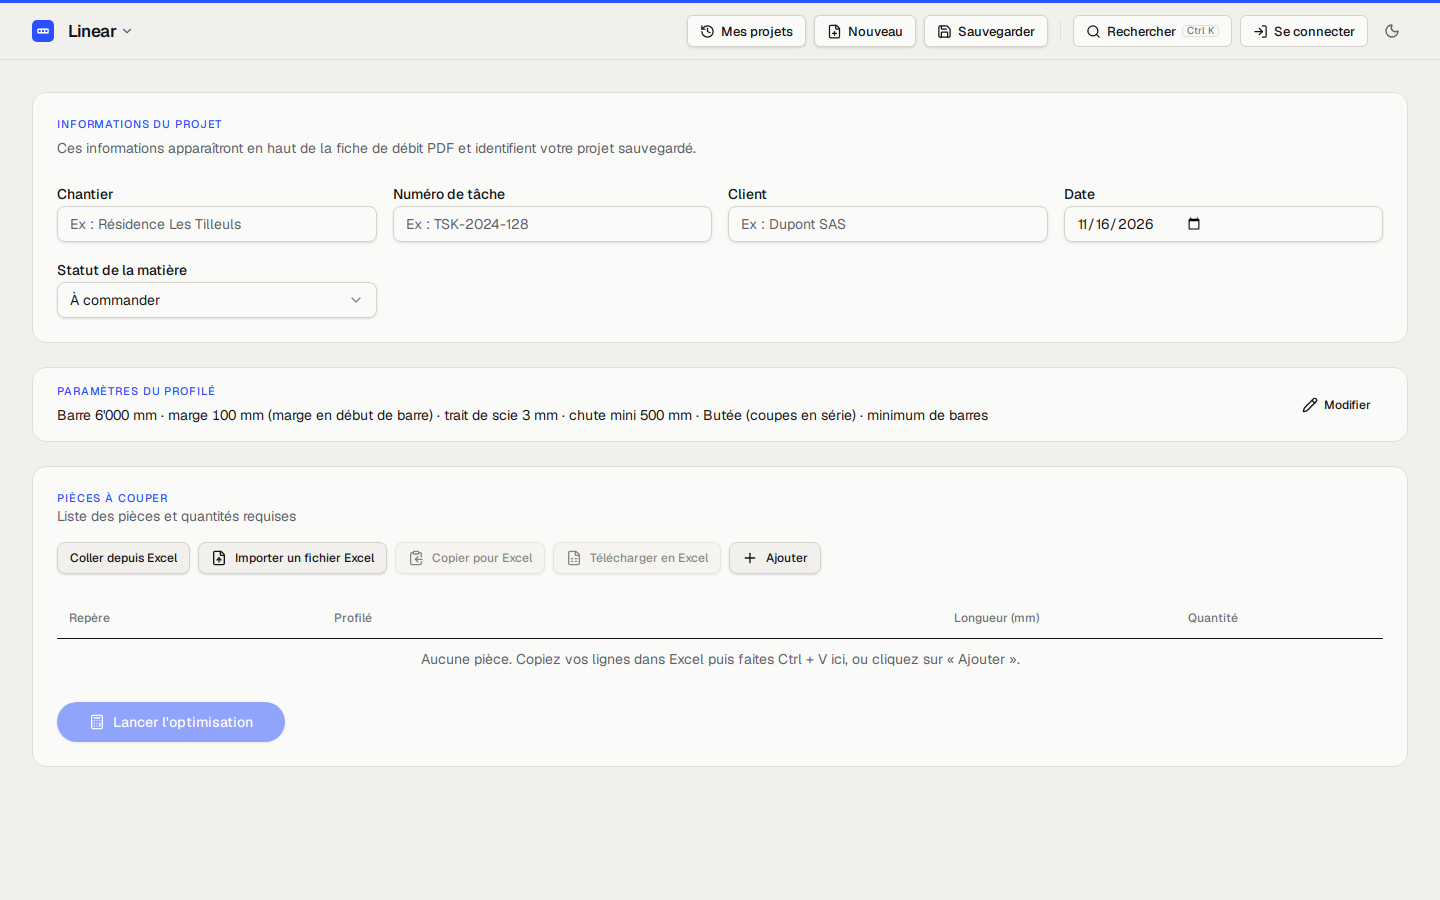 Linear
Mes projets
Nouveau
Sauvegarder
Rechercher Ctrl K
Se connecter
INFORMATIONS DU PROJET
Ces informations apparaîtront en haut de la fiche de débit PDF et identifient votre projet sauvegardé.
Chantier
Numéro de tâche
Client
Date
Ex : Résidence Les Tilleuls
Ex : TSK-2024-128
Ex : Dupont SAS
11/16/2026
Statut de la matière
À commander
PARAMÈTRES DU PROFILÉ
Barre 6'000 mm · marge 100 mm (marge en début de barre) · trait de scie 3 mm · chute mini 500 mm · Butée (coupes en série) · minimum de barres
Modifier
PIÈCES À COUPER
Liste des pièces et quantités requises
Coller depuis Excel
Importer un fichier Excel
Copier pour Excel
Télécharger en Excel
Ajouter
Repère
Profilé
Longueur (mm)
Quantité
Aucune pièce. Copiez vos lignes dans Excel puis faites Ctrl + V ici, ou cliquez sur « Ajouter ».
Lancer l'optimisation